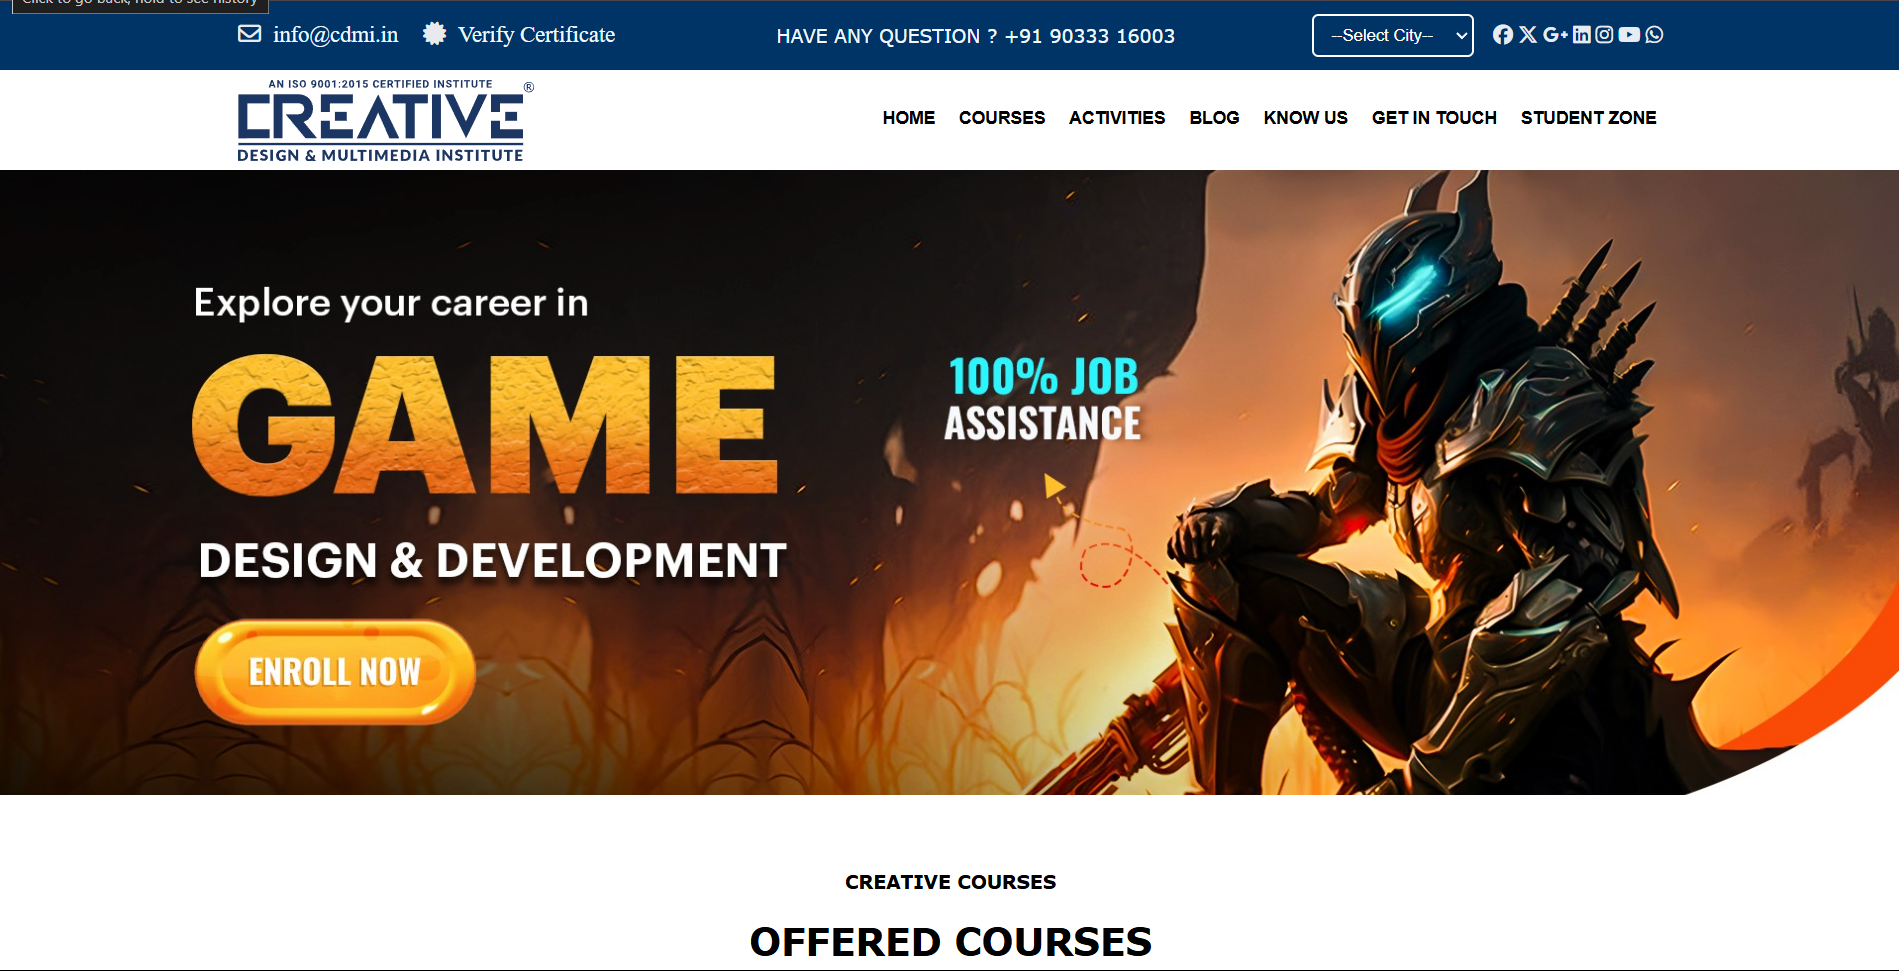 Click to go back, hold to see history
info@cdmi.in Verify Certificate HAVE ANY QUESTION ? +91 90333 16003 --Select City--
AN ISO 9001:2015 CERTIFIED INSTITUTE
CREATIVE®
DESIGN & MULTIMEDIA INSTITUTE
HOME COURSES ACTIVITIES BLOG KNOW US GET IN TOUCH STUDENT ZONE
Explore your career in
GAME
DESIGN & DEVELOPMENT
ENROLL NOW
100% JOB
ASSISTANCE
CREATIVE COURSES
OFFERED COURSES